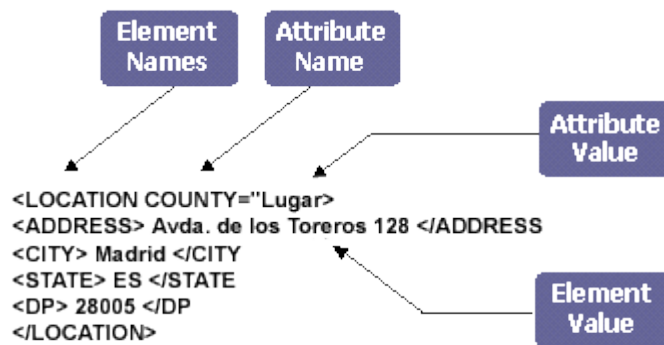 Element
Names
Attribute
Name
Attribute
Value
<LOCATION COUNTY="Lugar>
<ADDRESS> Avda. de los Toreros 128 </ADDRESS
<CITY> Madrid </CITY
<STATE> ES </STATE
<DP> 28005 </DP
</LOCATION>
Element
Value